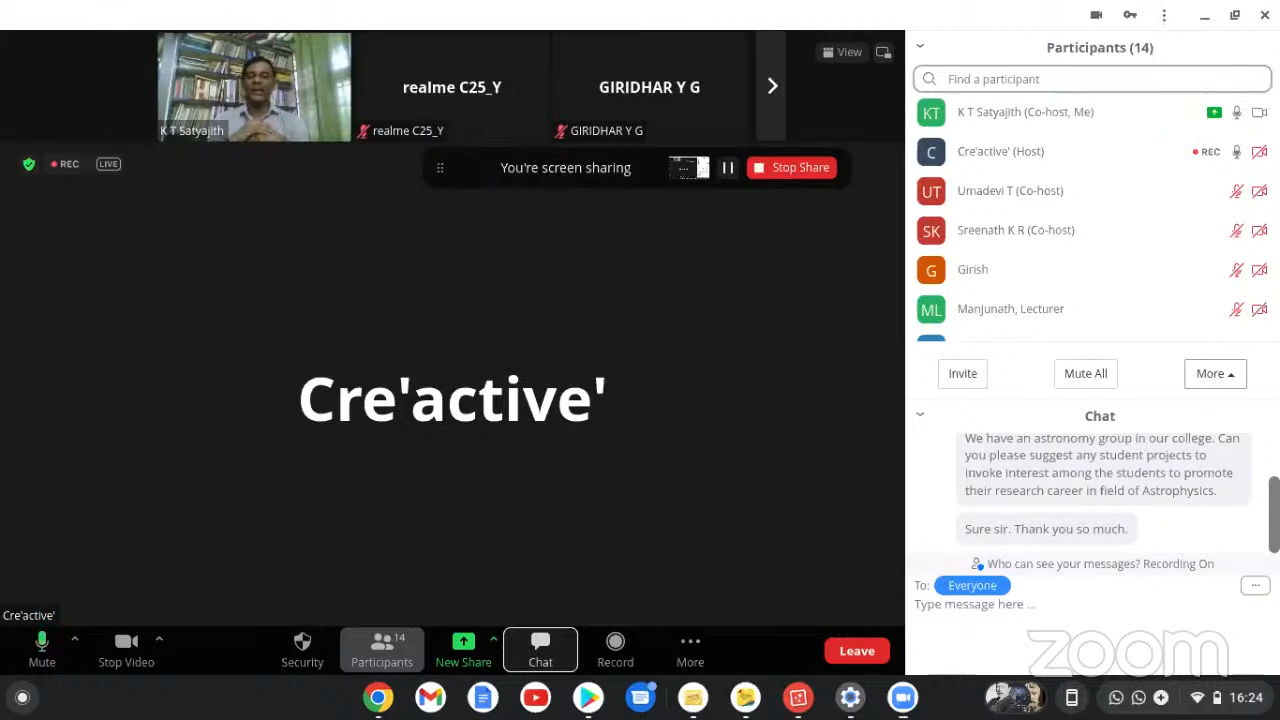 realme C25_Y
GIRIDHAR Y G
K T Satyajith
realme C25_Y
GIRIDHAR Y G
View
REC
LIVE
You're screen sharing
Stop Share
Cre'active'
Cre'active'
Participants (14)
Find a participant
KT K T Satyajith (Co-host, Me)
C Cre'active' (Host) REC
UT Umadevi T (Co-host)
SK Sreenath K R (Co-host)
G Girish
ML Manjunath, Lecturer
Invite
Mute All
More
Chat
We have an astronomy group in our college. Can
you please suggest any student projects to
invoke interest among the students to promote
their research career in field of Astrophysics.
Sure sir. Thank you so much.
Who can see your messages? Recording On
To: Everyone
Type message here ...
zoom
Mute
Stop Video
Security
14
Participants
New Share
Chat
Record
More
Leave
16:24